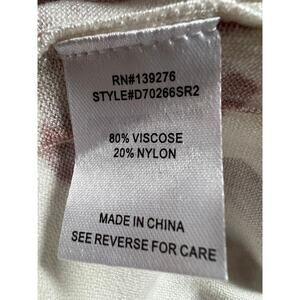 RN#139276
STYLE#D70266SR2
80% VISCOSE
20% NYLON
MADE IN CHINA
SEE REVERSE FOR CARE